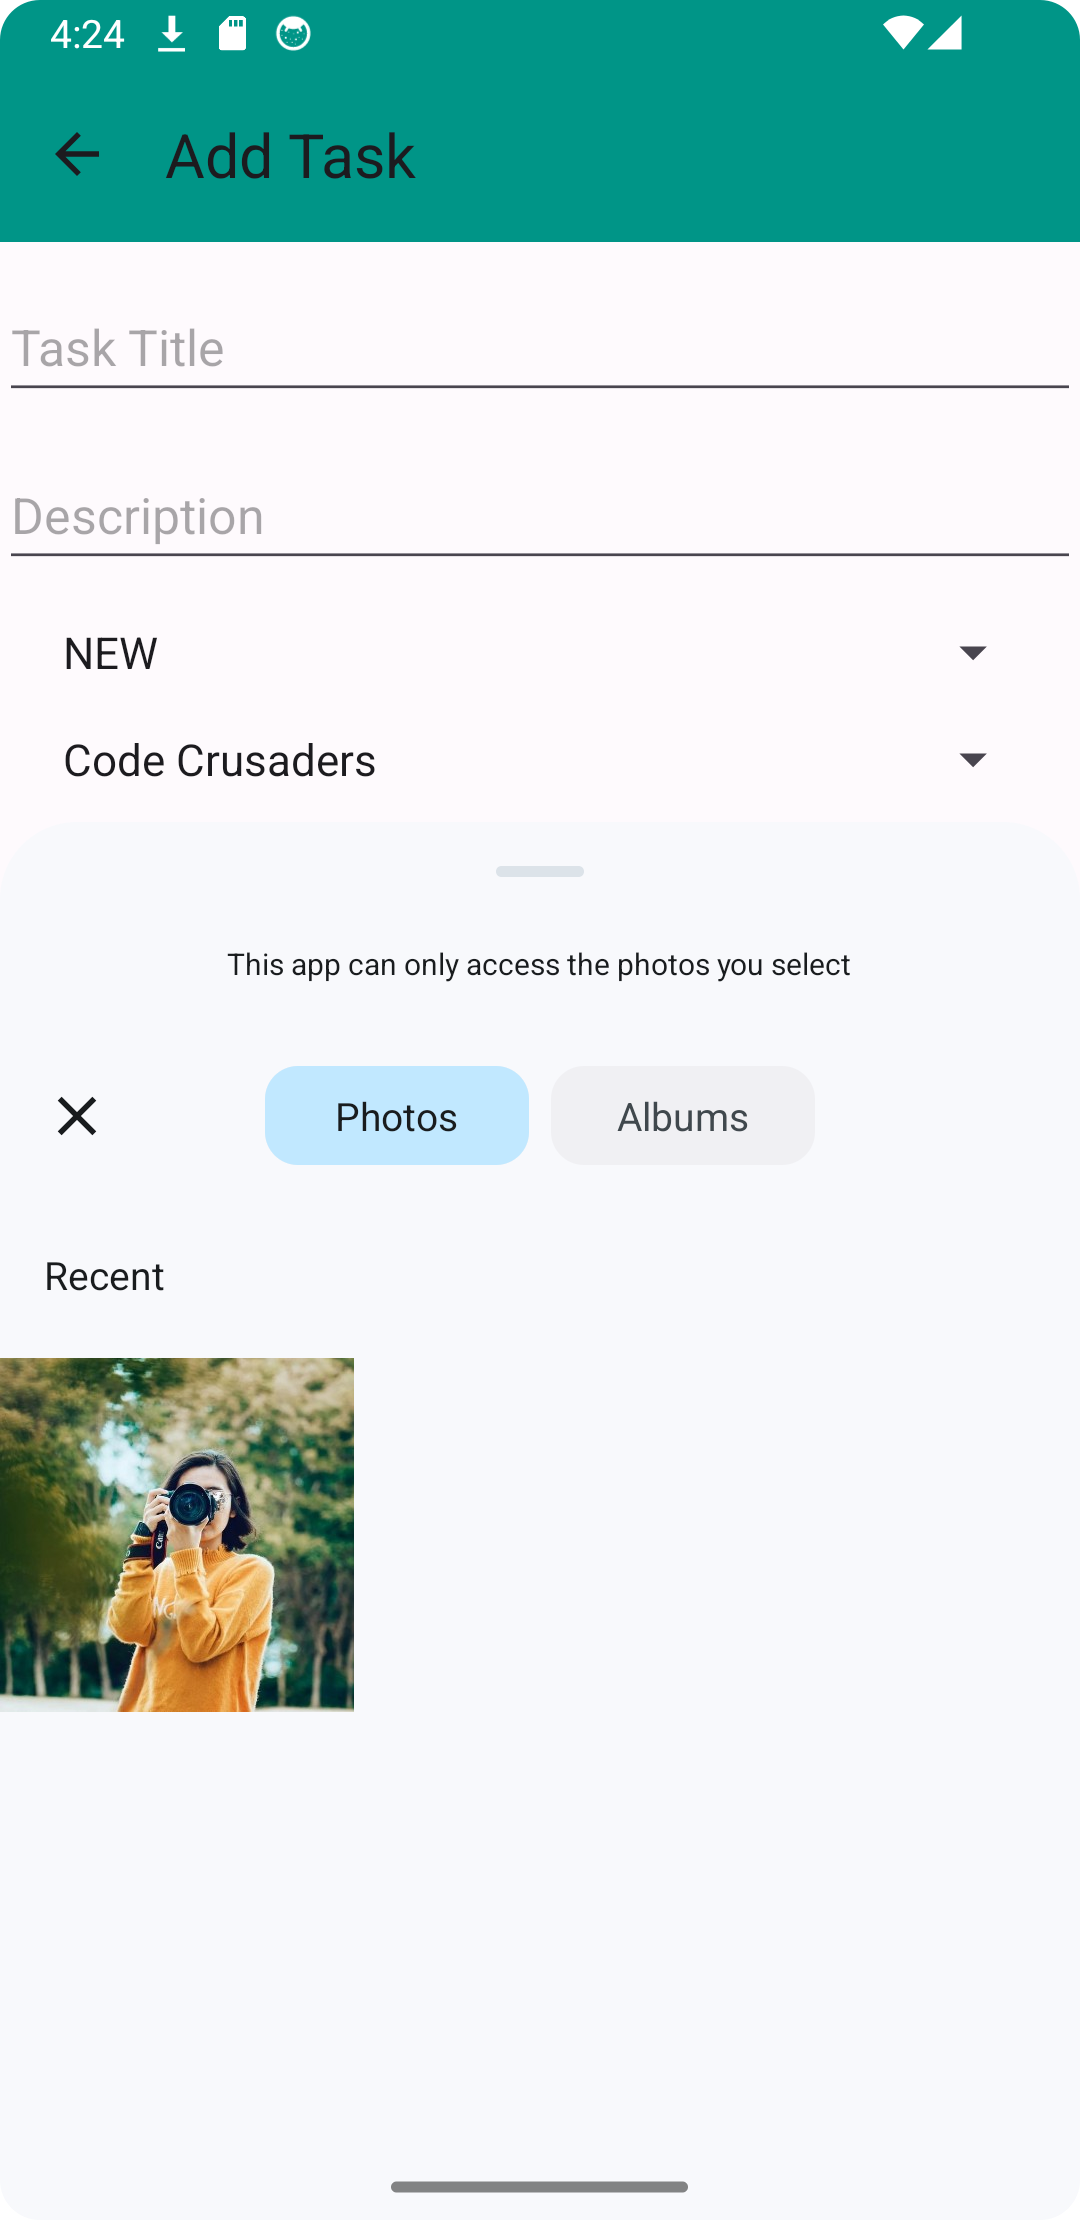 4:24
Add Task
Task Title
Description
NEW
Code Crusaders
This app can only access the photos you select
Photos
Albums
Recent